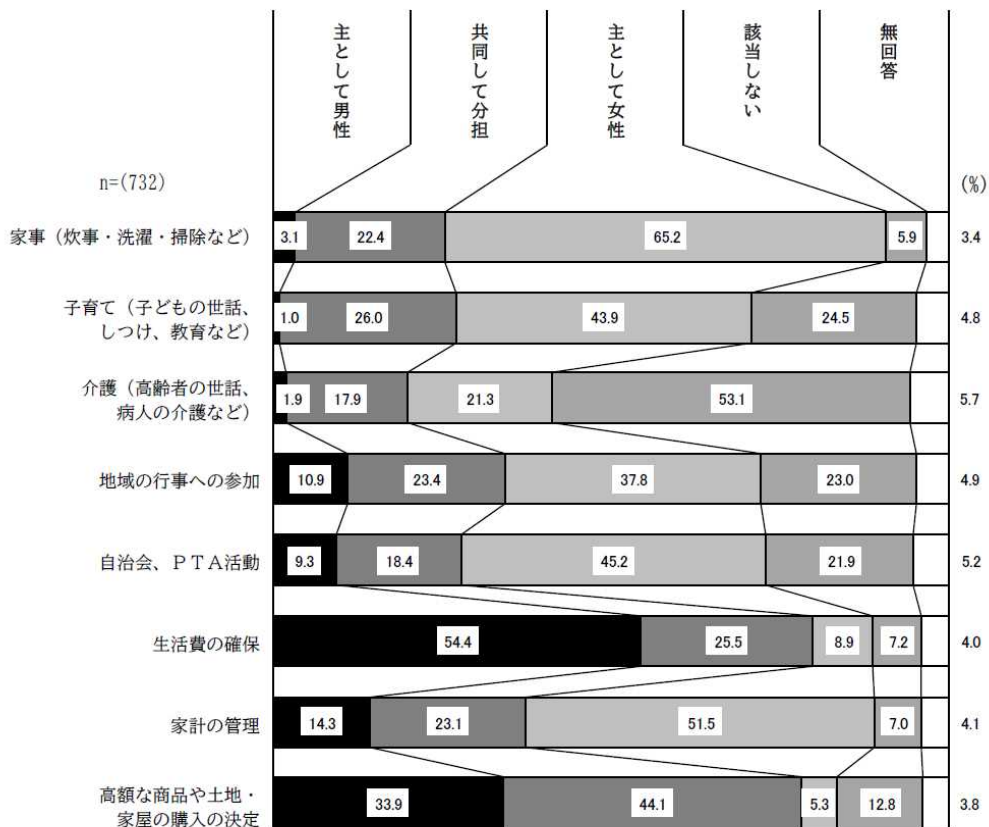 主として男性
共同して分担
主として女性
該当しない
無回答
n=(732)
(%)
家事（炊事・洗濯・掃除など）
3.1
22.4
65.2
5.9
3.4
子育て（子どもの世話、
しつけ、教育など）
1.0
26.0
43.9
24.5
4.8
介護（高齢者の世話、
病人の介護など）
1.9
17.9
21.3
53.1
5.7
地域の行事への参加
10.9
23.4
37.8
23.0
4.9
自治会、ＰＴＡ活動
9.3
18.4
45.2
21.9
5.2
生活費の確保
54.4
25.5
8.9
7.2
4.0
家計の管理
14.3
23.1
51.5
7.0
4.1
高額な商品や土地・
家屋の購入の決定
33.9
44.1
5.3
12.8
3.8